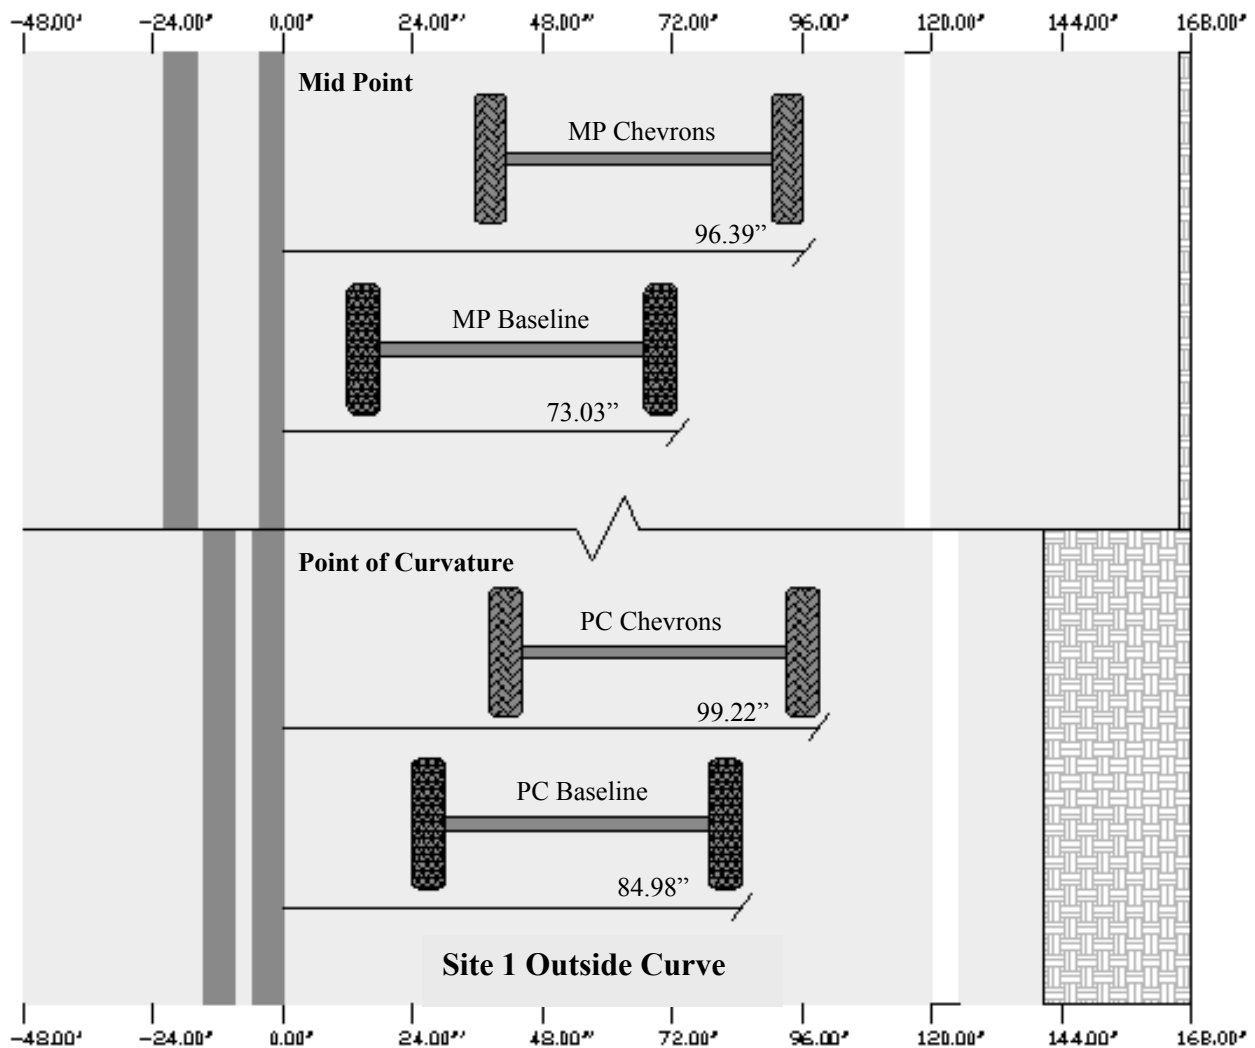 -48.00" -24.00" 0.00" 24.00" 48.00" 72.00" 96.00" 120.00" 144.00" 168.00"
Mid Point
MP Chevrons
96.39”
MP Baseline
73.03”
Point of Curvature
PC Chevrons
99.22”
PC Baseline
84.98”
Site 1 Outside Curve
-48.00" -24.00" 0.00" 24.00" 48.00" 72.00" 96.00" 120.00" 144.00" 168.00"